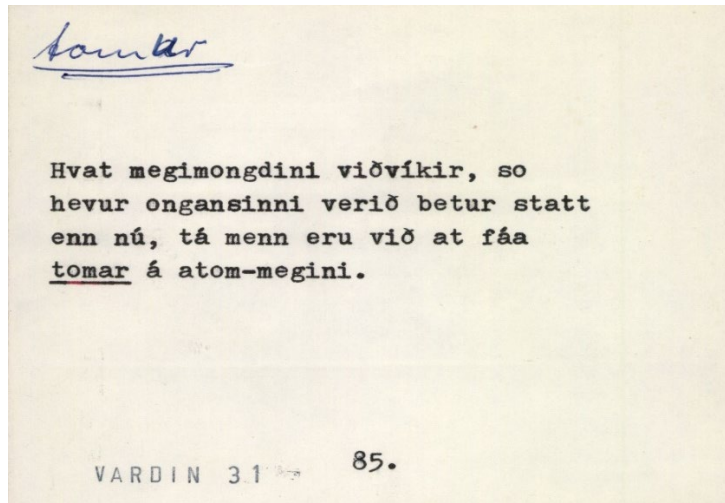 tomur
Hvat megimongdini viðvíkir, so
hevur ongansinni verið betur statt
enn nú, tá menn eru við at fáa
tomar á atom-megini.
VARDIN 31 85.